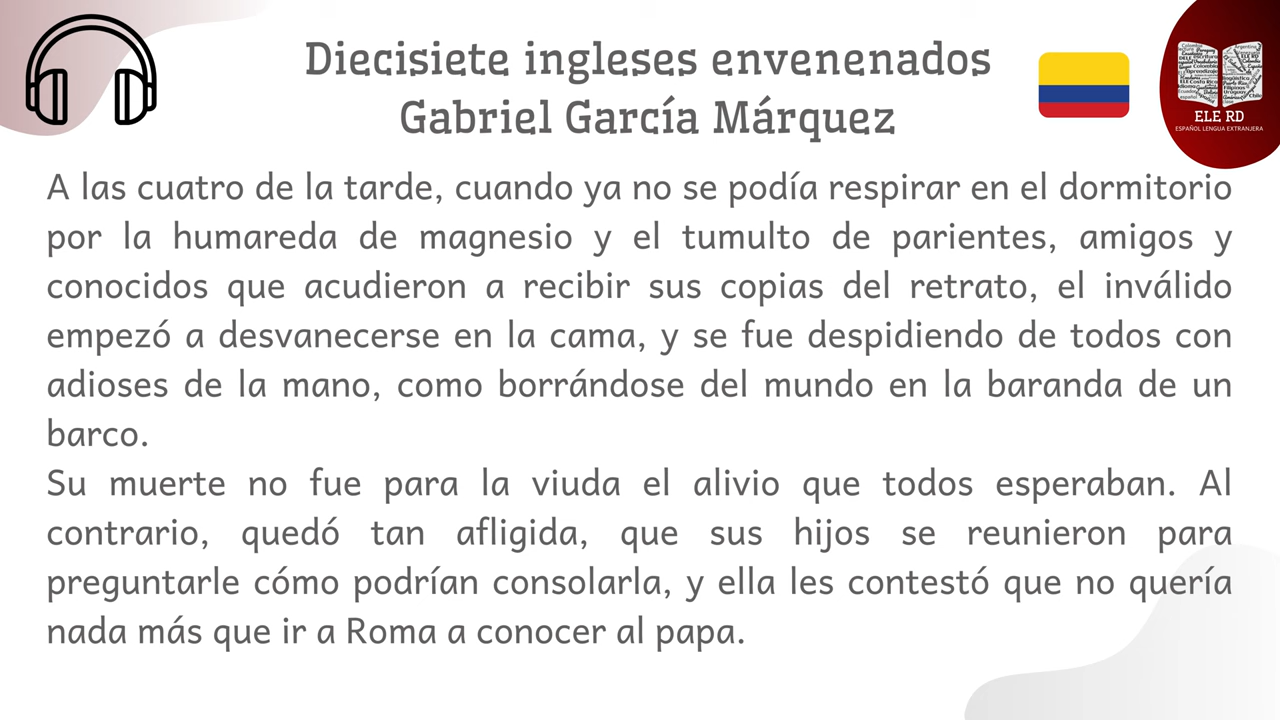 Diecisiete ingleses envenenados
Gabriel García Márquez
ELE RD
ESPAÑOL LENGUA EXTRANJERA
A las cuatro de la tarde, cuando ya no se podía respirar en el dormitorio
por la humareda de magnesio y el tumulto de parientes, amigos y
conocidos que acudieron a recibir sus copias del retrato, el inválido
empezó a desvanecerse en la cama, y se fue despidiendo de todos con
adioses de la mano, como borrándose del mundo en la baranda de un
barco.
Su muerte no fue para la viuda el alivio que todos esperaban. Al
contrario, quedó tan afligida, que sus hijos se reunieron para
preguntarle cómo podrían consolarla, y ella les contestó que no quería
nada más que ir a Roma a conocer al papa.